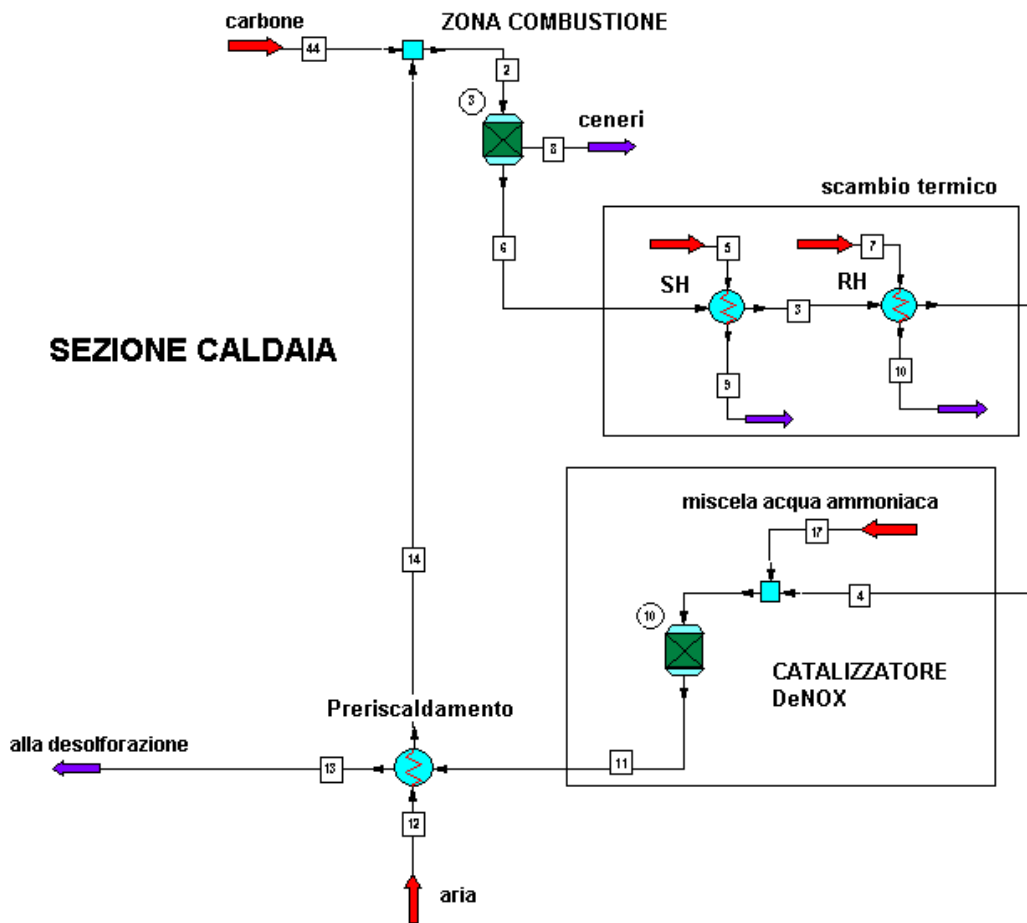 carbone
ZONA COMBUSTIONE
44
2
3
ceneri
8
scambio termico
6
5
7
SH
RH
3
SEZIONE CALDAIA
9
10
miscela acqua ammoniaca
17
14
4
10
CATALIZZATORE
DeNOX
Preriscaldamento
alla desolforazione
13
11
12
aria